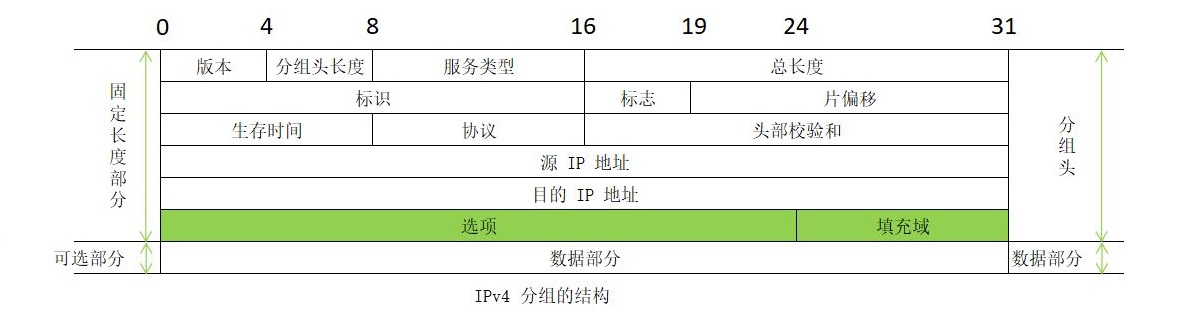 0 4 8 16 19 24 31
版本 分组头长度 服务类型 总长度
标识 标志 片偏移
生存时间 协议 头部校验和
源 IP 地址
目的 IP 地址
选项 填充域
固定长度部分
分组头
可选部分 数据部分 数据部分
IPv4 分组的结构